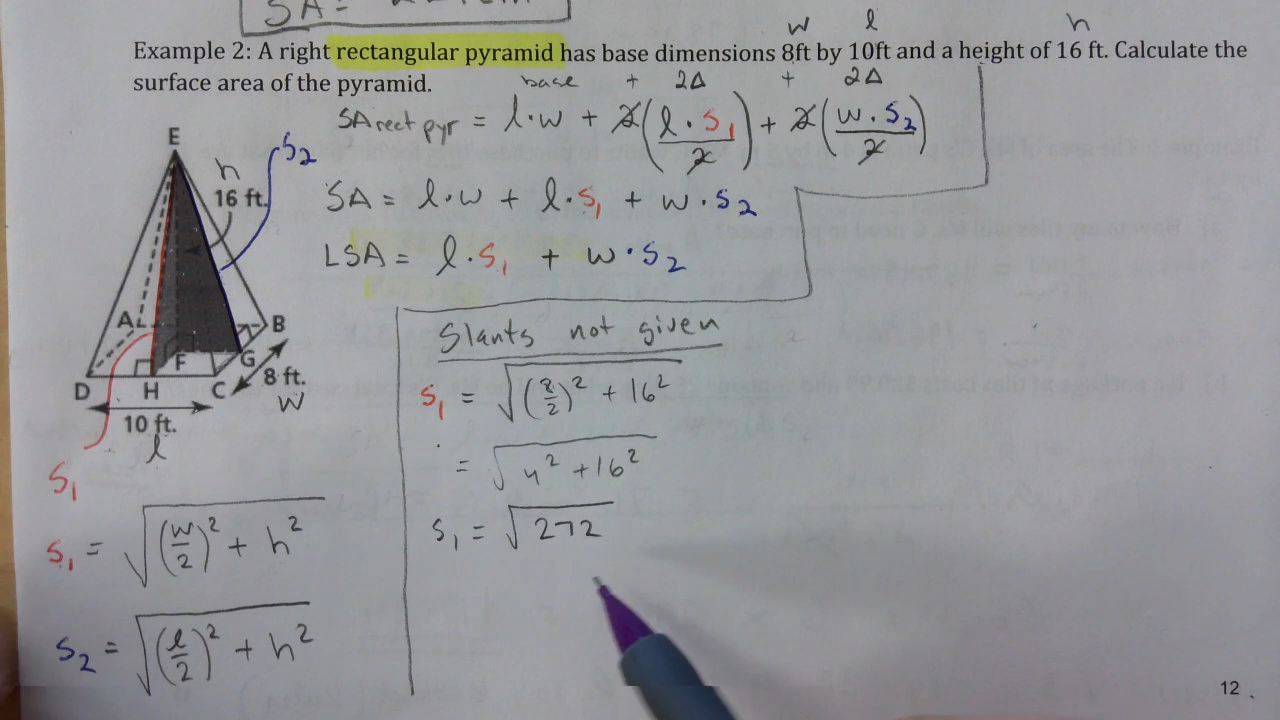 SA =
w l h
Example 2: A right rectangular pyramid has base dimensions 8ft by 10ft and a height of 16 ft. Calculate the
surface area of the pyramid.
base + 2Δ + 2Δ
SA rect pyr = l·w + 2(l·s₁/2) + 2(w·s₂/2)
SA = l·w + l·s₁ + w·s₂
LSA = l·s₁ + w·s₂
E
s₂
h
16 ft.
A
B
F
G
D
H
C
8 ft.
w
10 ft.
l
s₁
s₁ = √((w/2)² + h²)
s₂ = √((l/2)² + h²)
Slants not given
s₁ = √((8/2)² + 16²)
= √(4² + 16²)
s₁ = √272
12